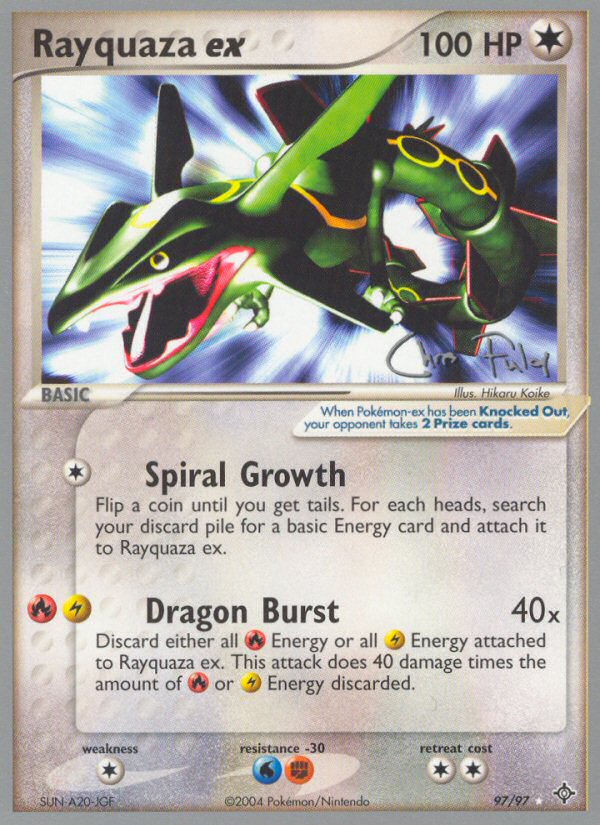 Rayquaza ex 100 HP
Chris Fulop
BASIC
Illus. Hikaru Koike
When Pokémon-ex has been Knocked Out,
your opponent takes 2 Prize cards.
Spiral Growth
Flip a coin until you get tails. For each heads, search
your discard pile for a basic Energy card and attach it
to Rayquaza ex.
Dragon Burst 40x
Discard either all Energy or all Energy attached
to Rayquaza ex. This attack does 40 damage times the
amount of or Energy discarded.
weakness resistance -30 retreat cost
SUN-A20-JGF ©2004 Pokémon/Nintendo 97/97